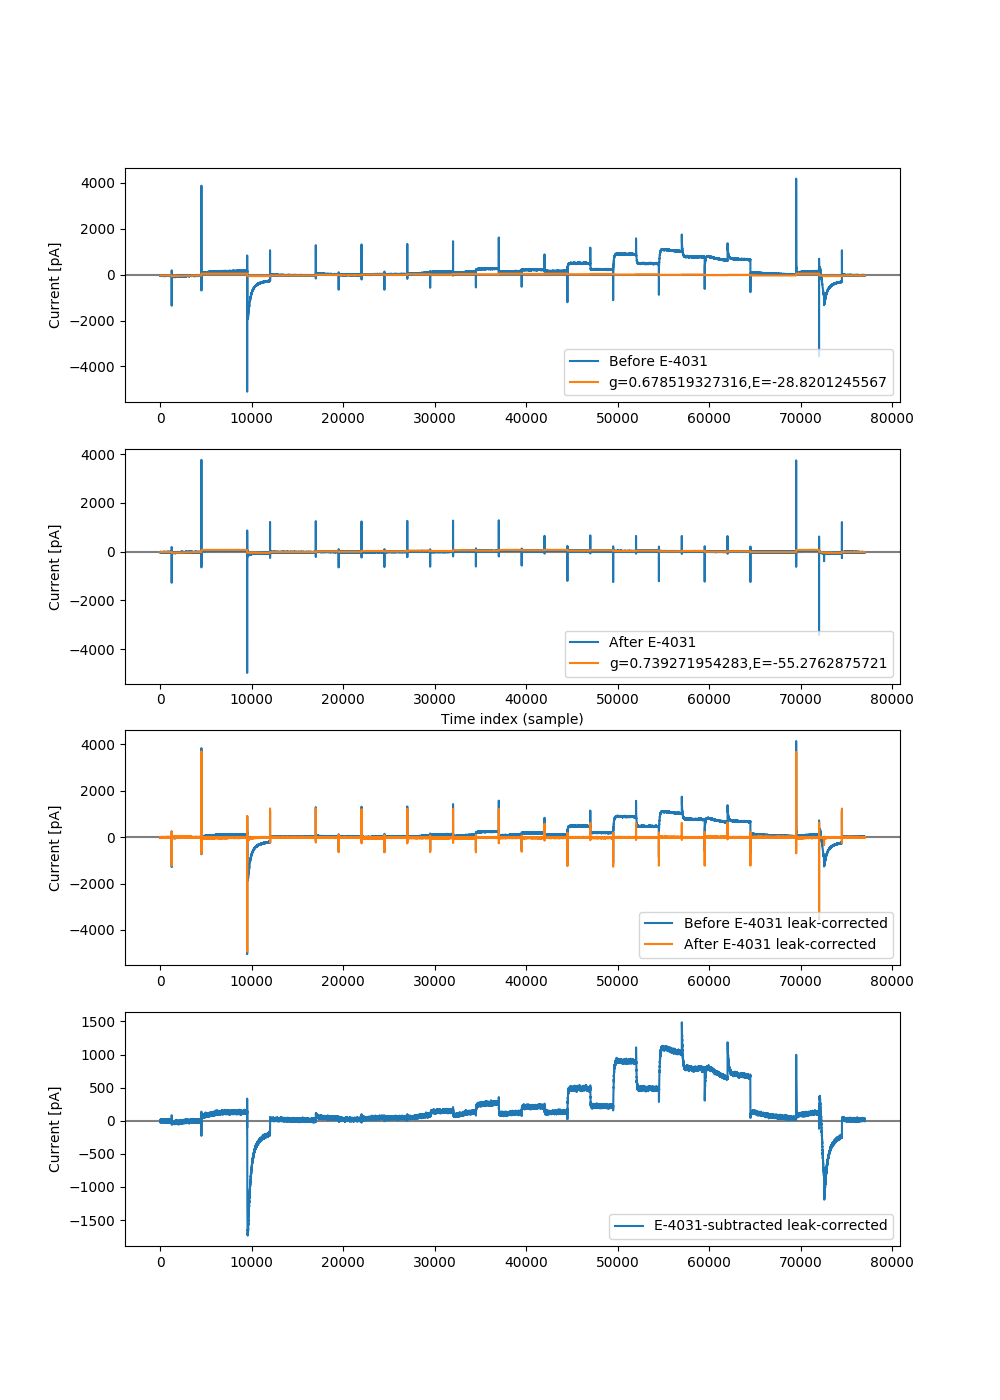 4000
2000
0
−2000
−4000
Current [pA]
Before E-4031
g=0.678519327316,E=-28.8201245567
0 10000 20000 30000 40000 50000 60000 70000 80000
4000
2000
0
−2000
−4000
Current [pA]
After E-4031
g=0.739271954283,E=-55.2762875721
0 10000 20000 30000 40000 50000 60000 70000 80000
Time index (sample)
4000
2000
0
−2000
−4000
Current [pA]
Before E-4031 leak-corrected
After E-4031 leak-corrected
0 10000 20000 30000 40000 50000 60000 70000 80000
1500
1000
500
0
−500
−1000
−1500
Current [pA]
E-4031-subtracted leak-corrected
0 10000 20000 30000 40000 50000 60000 70000 80000